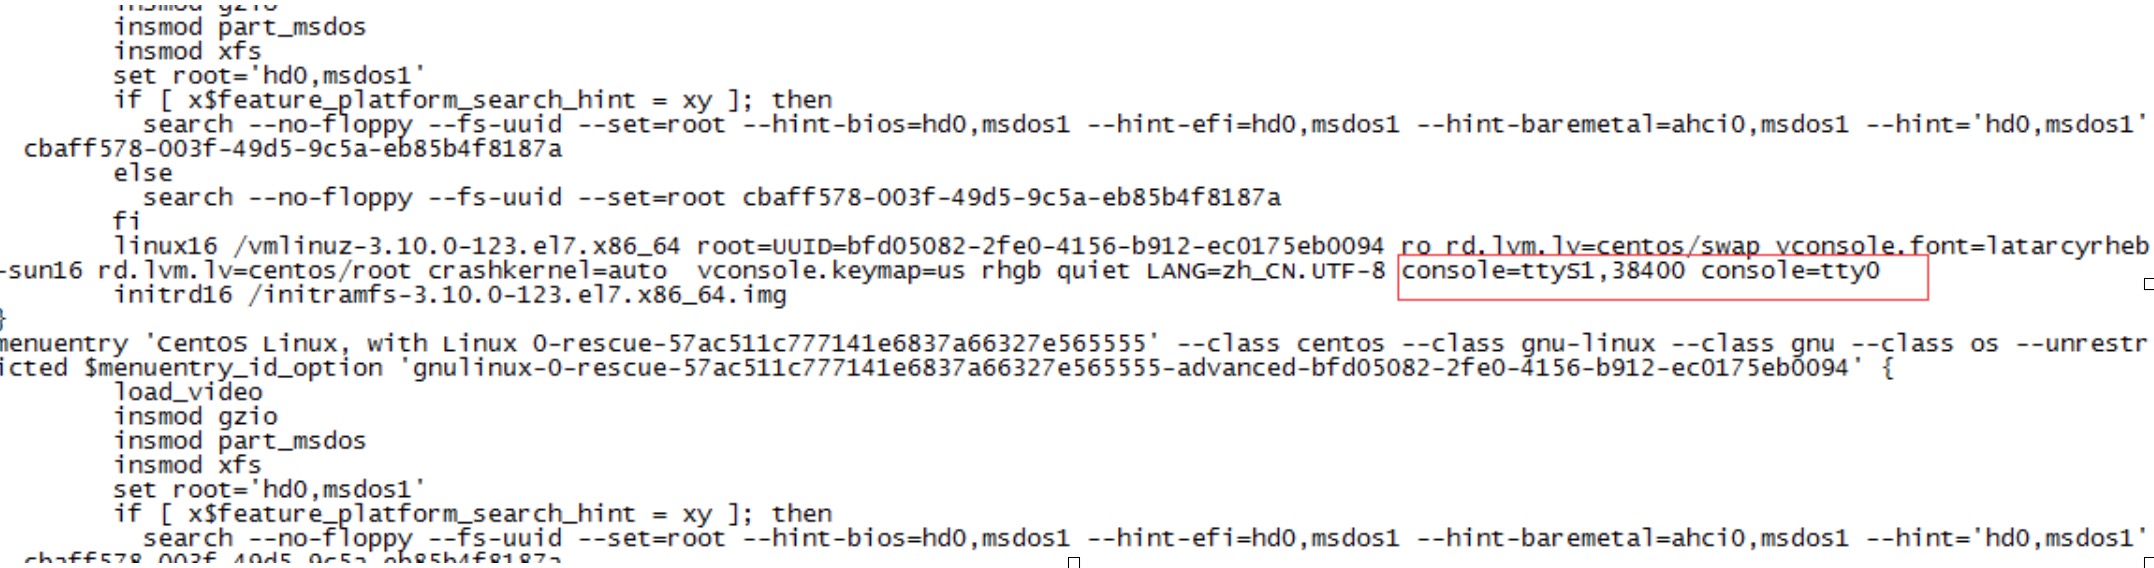 insmod gzio
insmod part_msdos
insmod xfs
set root='hd0,msdos1'
if [ x$feature_platform_search_hint = xy ]; then
search --no-floppy --fs-uuid --set=root --hint-bios=hd0,msdos1 --hint-efi=hd0,msdos1 --hint-baremetal=ahci0,msdos1 --hint='hd0,msdos1'
cbaff578-003f-49d5-9c5a-eb85b4f8187a
else
search --no-floppy --fs-uuid --set=root cbaff578-003f-49d5-9c5a-eb85b4f8187a
fi
linux16 /vmlinuz-3.10.0-123.el7.x86_64 root=UUID=bfd05082-2fe0-4156-b912-ec0175eb0094 ro rd.lvm.lv=centos/swap vconsole.font=latarcyrheb
-sun16 rd.lvm.lv=centos/root crashkernel=auto  vconsole.keymap=us rhgb quiet LANG=zh_CN.UTF-8 console=ttyS1,38400 console=tty0
initrd16 /initramfs-3.10.0-123.el7.x86_64.img
}
menuentry 'CentOS Linux, with Linux 0-rescue-57ac511c777141e6837a66327e565555' --class centos --class gnu-linux --class gnu --class os --unrestr
icted $menuentry_id_option 'gnulinux-0-rescue-57ac511c777141e6837a66327e565555-advanced-bfd05082-2fe0-4156-b912-ec0175eb0094' {
load_video
insmod gzio
insmod part_msdos
insmod xfs
set root='hd0,msdos1'
if [ x$feature_platform_search_hint = xy ]; then
search --no-floppy --fs-uuid --set=root --hint-bios=hd0,msdos1 --hint-efi=hd0,msdos1 --hint-baremetal=ahci0,msdos1 --hint='hd0,msdos1'
cbaff578-003f-49d5-9c5a-eb85b4f8187a